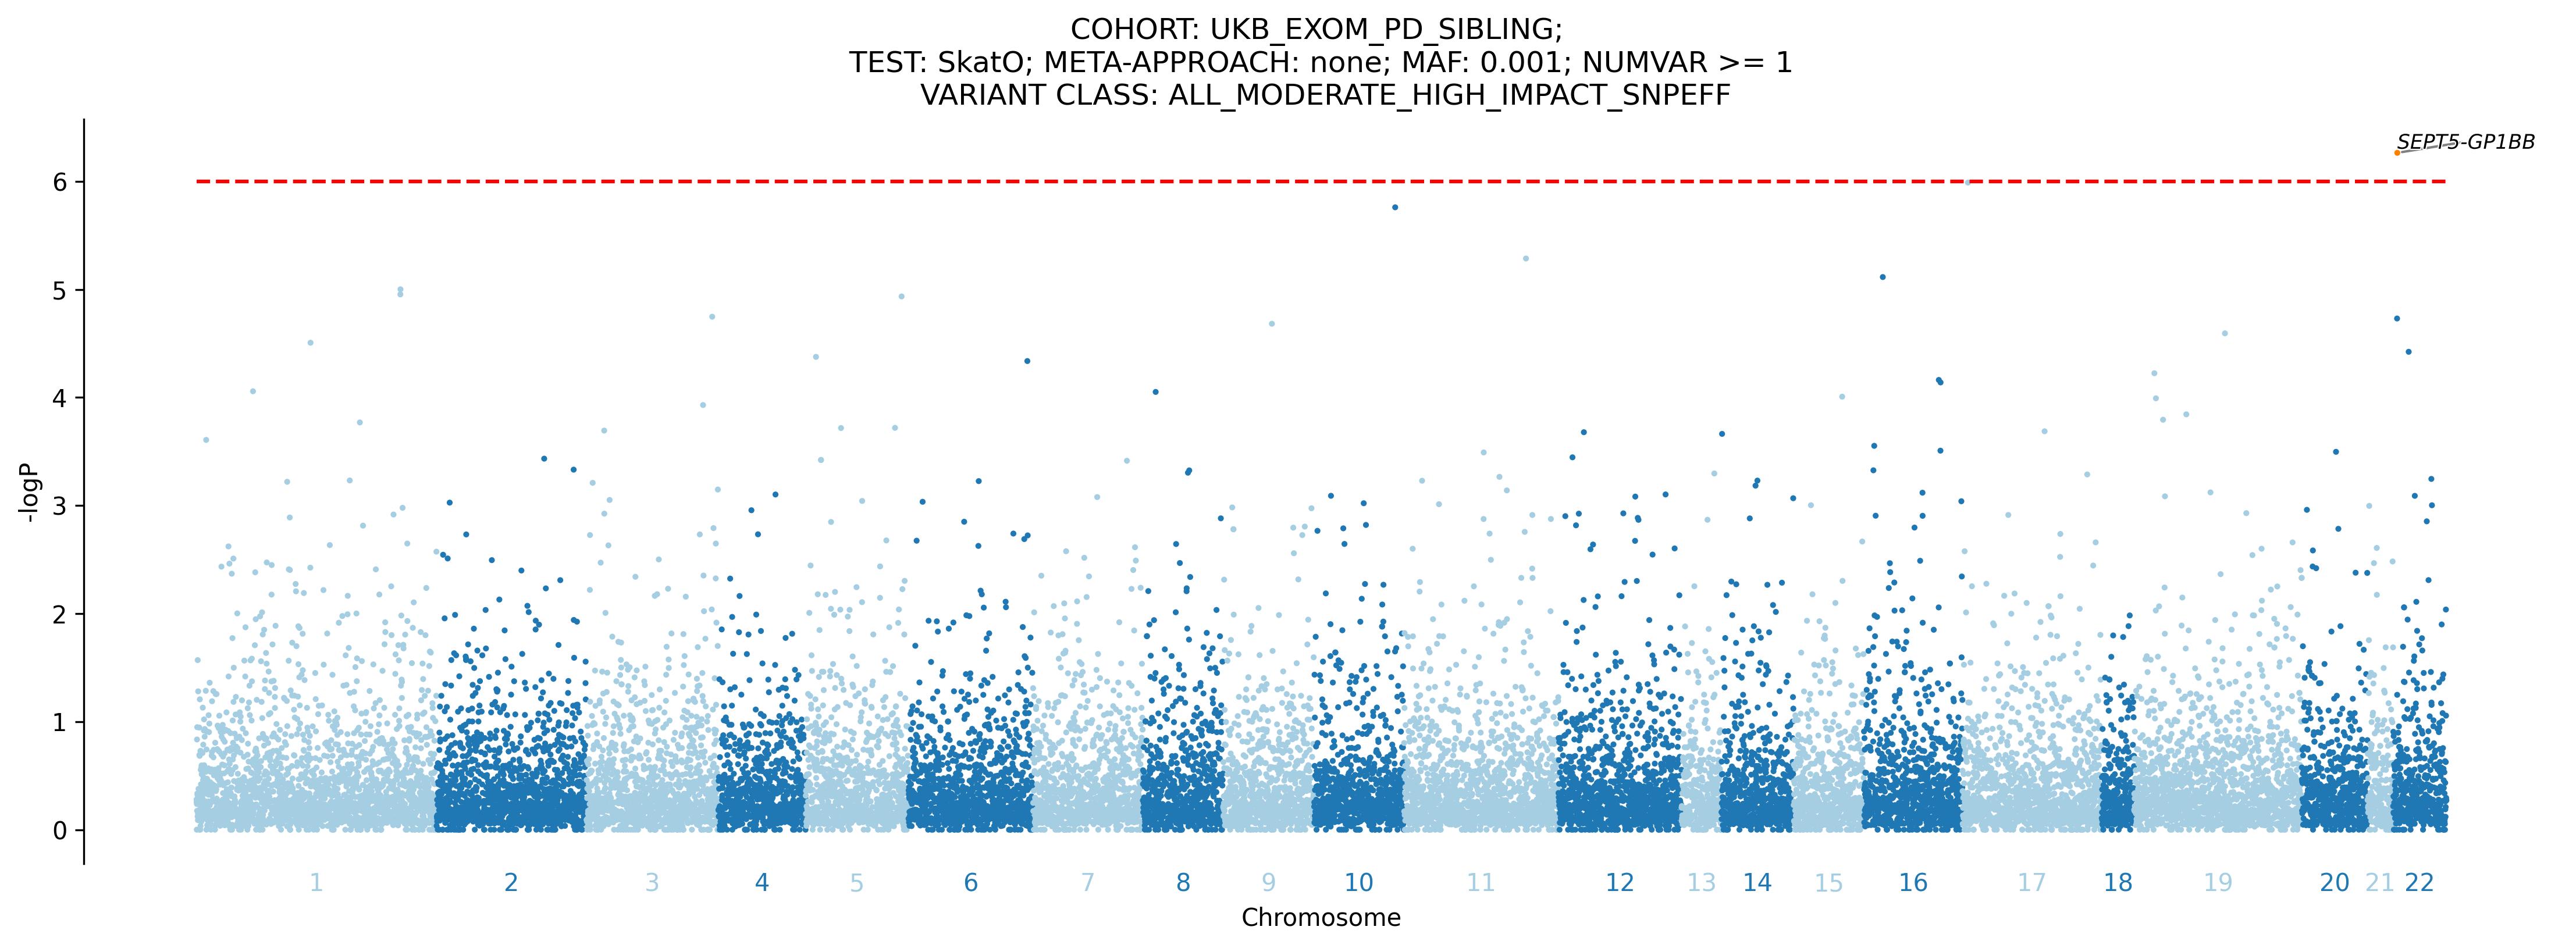 COHORT: UKB_EXOM_PD_SIBLING;
TEST: SkatO; META-APPROACH: none; MAF: 0.001; NUMVAR >= 1
VARIANT CLASS: ALL_MODERATE_HIGH_IMPACT_SNPEFF
SEPT5-GP1BB
6
5
4
3
2
1
0
-logP
1 2 3 4 5 6 7 8 9 10 11 12 13 14 15 16 17 18 19 20 21 22
Chromosome